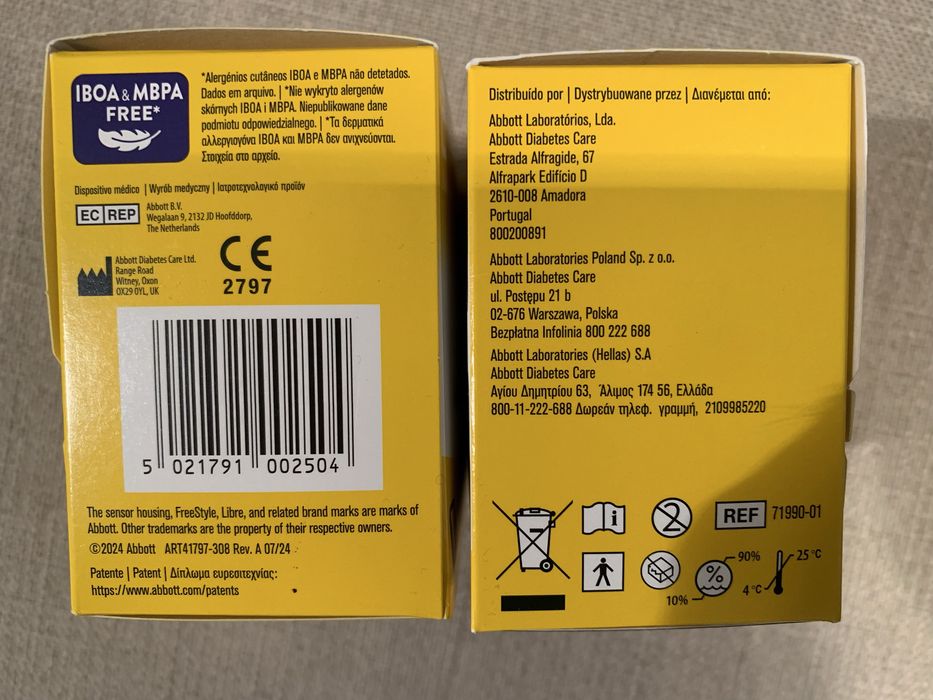 IBOA & MBPA
FREE*
*Alergénios cutâneos IBOA e MBPA não detetados.
Dados em arquivo. | *Nie wykryto alergenów
skórnych IBOA i MBPA. Niepublikowane dane
podmiotu odpowiedzialnego. | *Τα δερματικά
αλλεργιογόνα IBOA και MBPA δεν ανιχνεύονται.
Στοιχεία στο αρχείο.
Dispositivo médico | Wyrób medyczny | Ιατροτεχνολογικό προϊόν
EC REP
Abbott B.V.
Wegalaan 9, 2132 JD Hoofddorp,
The Netherlands
Abbott Diabetes Care Ltd.
Range Road
Witney, Oxon
OX29 0YL, UK
CE
2797
5 021791 002504
The sensor housing, FreeStyle, Libre, and related brand marks are marks of
Abbott. Other trademarks are the property of their respective owners.
©2024 Abbott ART41797-308 Rev. A 07/24
Patente | Patent | Δίπλωμα ευρεσιτεχνίας:
https://www.abbott.com/patents
Distribuído por | Dystrybuowane przez | Διανέμεται από:
Abbott Laboratórios, Lda.
Abbott Diabetes Care
Estrada Alfragide, 67
Alfrapark Edifício D
2610-008 Amadora
Portugal
800200891
Abbott Laboratories Poland Sp. z o.o.
Abbott Diabetes Care
ul. Postępu 21 b
02-676 Warszawa, Polska
Bezpłatna Infolinia 800 222 688
Abbott Laboratories (Hellas) S.A
Abbott Diabetes Care
Αγίου Δημητρίου 63, Άλιμος 174 56, Ελλάδα
800-11-222-688 Δωρεάν τηλεφ. γραμμή, 2109985220
i
2
REF 71990-01
10% % 90%
4 °C 25 °C